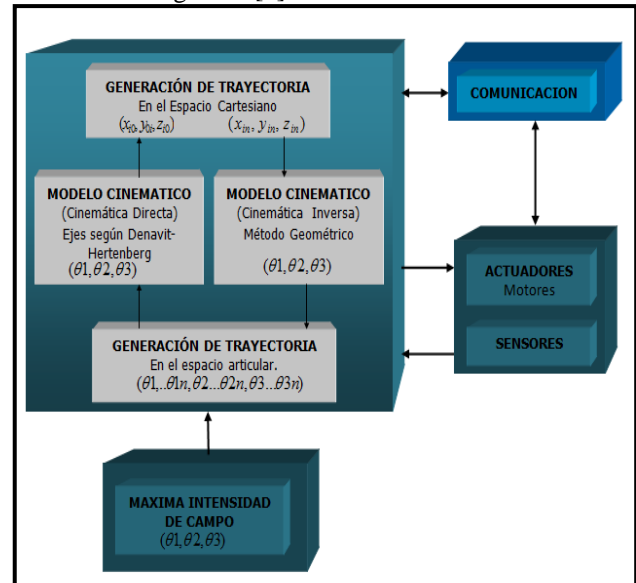 GENERACIÓN DE TRAYECTORIA
En el Espacio Cartesiano
(x_{i0}, y_{0i}, z_{i0}) (x_{in}, y_{in}, z_{in})
MODELO CINEMATICO
(Cinemática Directa)
Ejes según Denavit-
Hertenberg
(θ1,θ2,θ3)
MODELO CINEMATICO
(Cinemática Inversa)
Método Geométrico
(θ1,θ2,θ3)
GENERACIÓN DE TRAYECTORIA
En el espacio articular.
(θ1,..θ1n,θ2...θ2n,θ3...θ3n)
COMUNICACION
ACTUADORES
Motores
SENSORES
MAXIMA INTENSIDAD
DE CAMPO
(θ1,θ2,θ3)